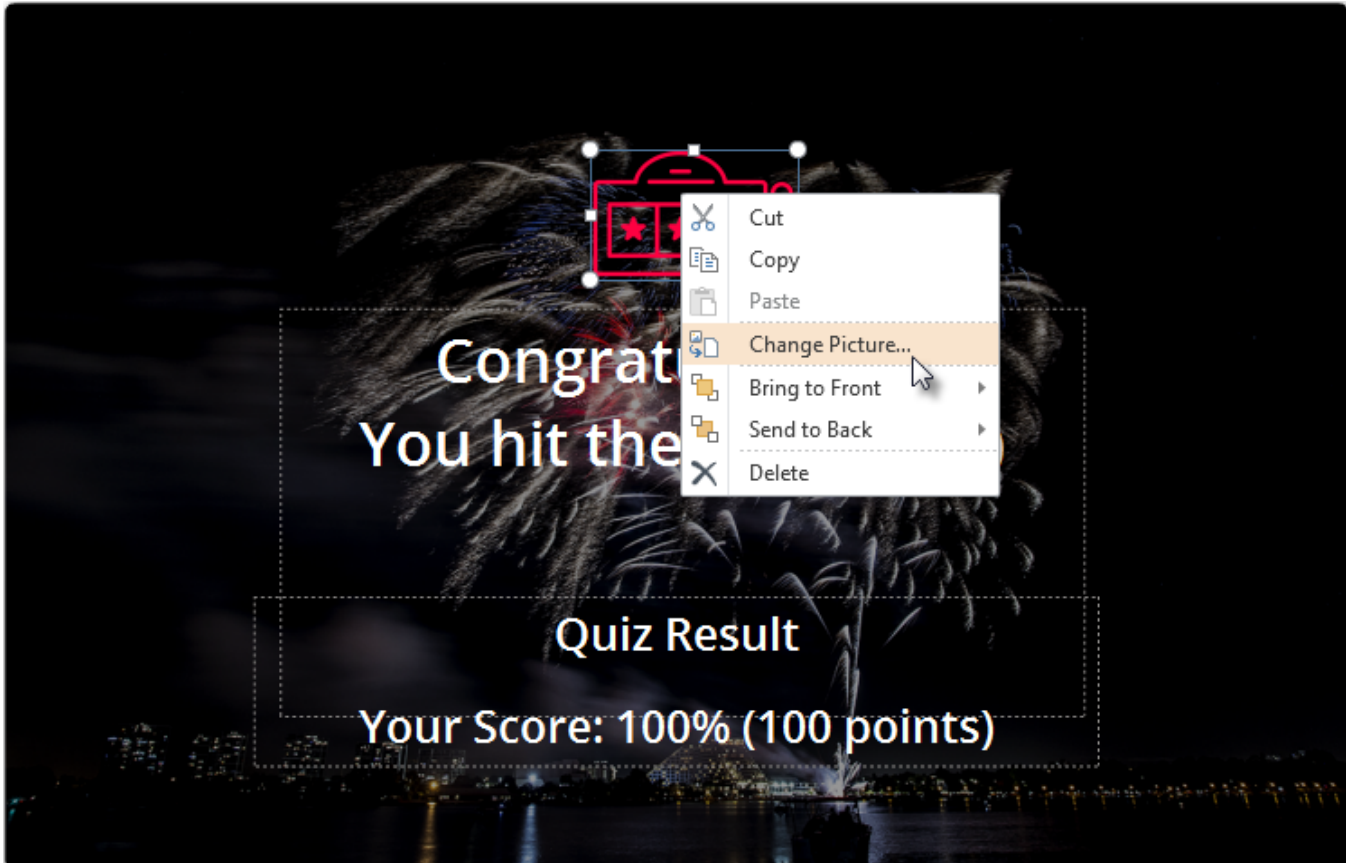 Cut
Copy
Paste
Change Picture...
Bring to Front
Send to Back
Delete
Congrat
You hit the
Quiz Result
Your Score: 100% (100 points)